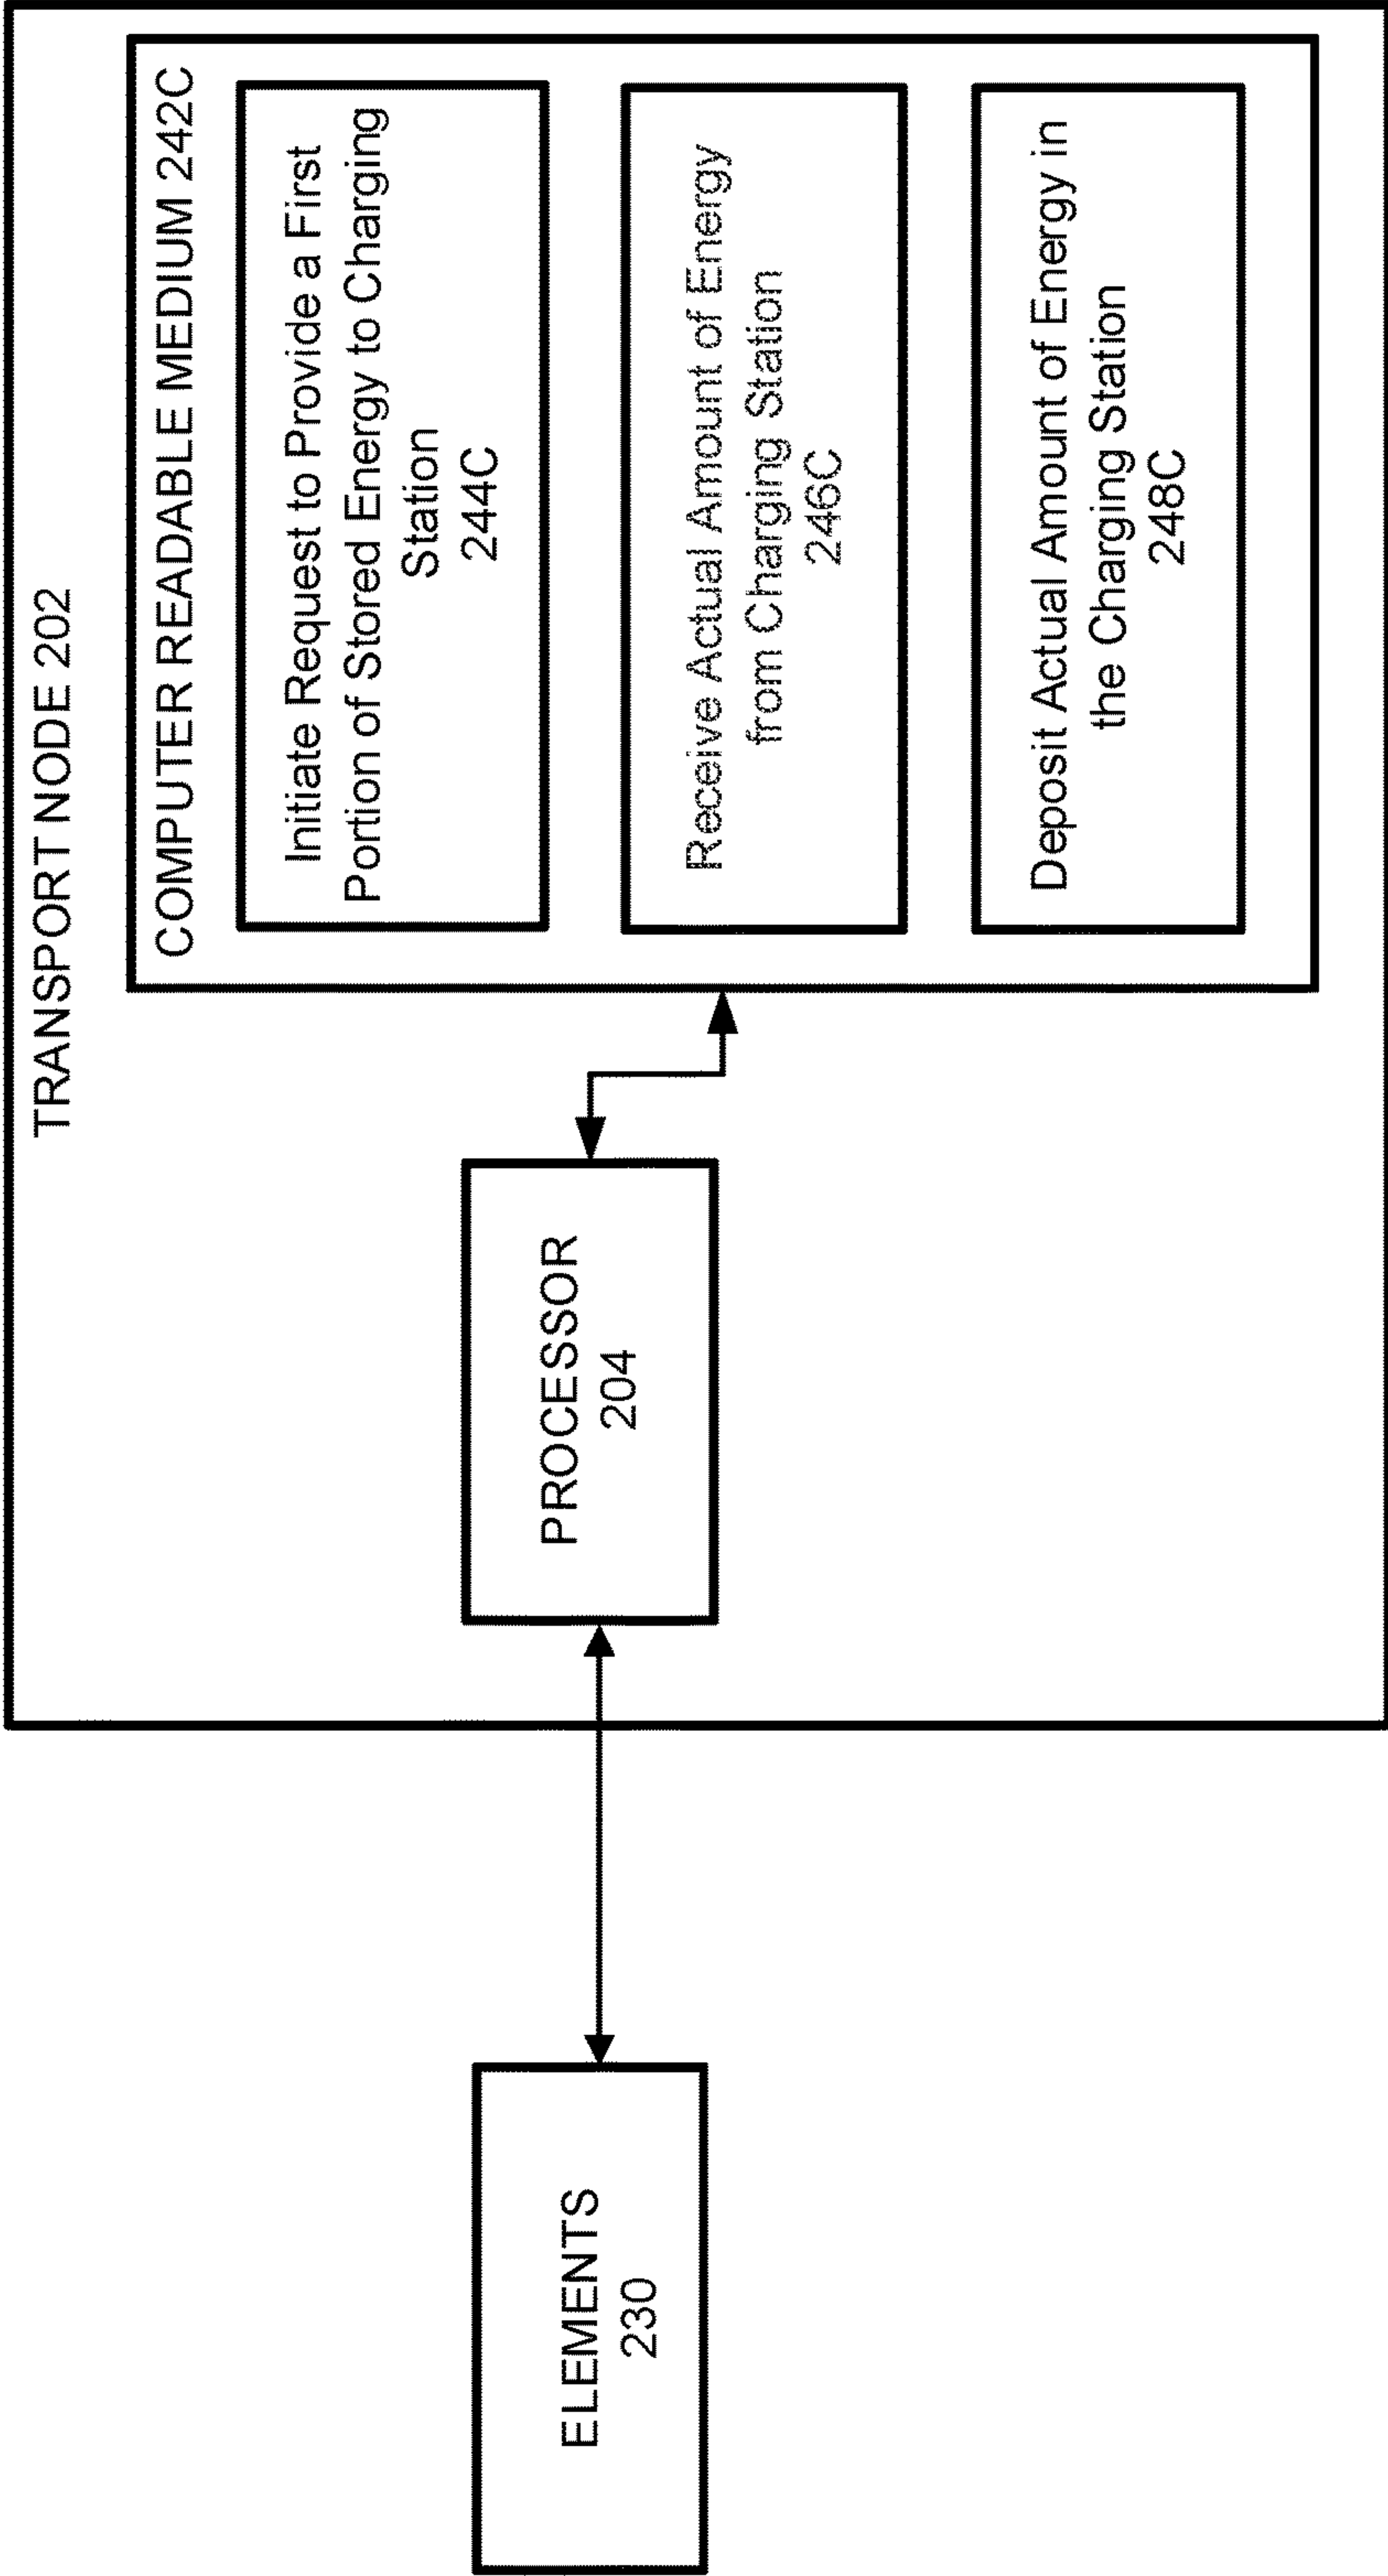 TRANSPORT NODE 202
COMPUTER READABLE MEDIUM 242C
Initiate Request to Provide a First
Portion of Stored Energy to Charging
Station
244C
Receive Actual Amount of Energy
from Charging Station
246C
Deposit Actual Amount of Energy in
the Charging Station
248C
PROCESSOR
204
ELEMENTS
230